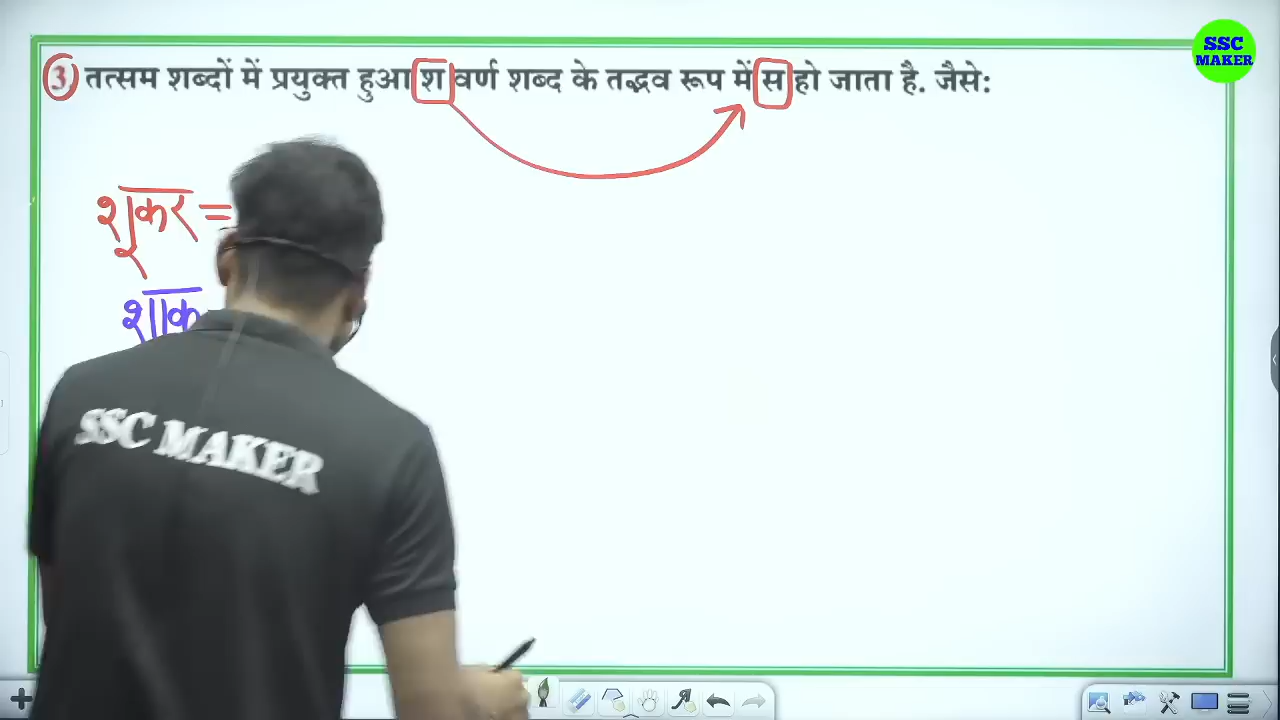 SSC
MAKER
3) तत्सम शब्दों में प्रयुक्त हुआ श वर्ण शब्द के तद्भव रूप में स हो जाता है. जैसे:
शूकर =
शाक
SSC MAKER